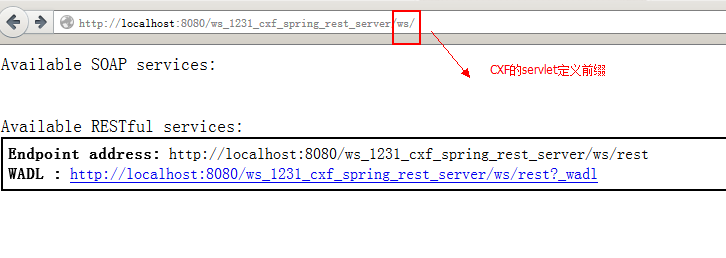 http://localhost:8080/ws_1231_cxf_spring_rest_server/ws/
CXF的servlet定义前缀
Available SOAP services:
Available RESTful services:
Endpoint address: http://localhost:8080/ws_1231_cxf_spring_rest_server/ws/rest
WADL : http://localhost:8080/ws_1231_cxf_spring_rest_server/ws/rest?_wadl